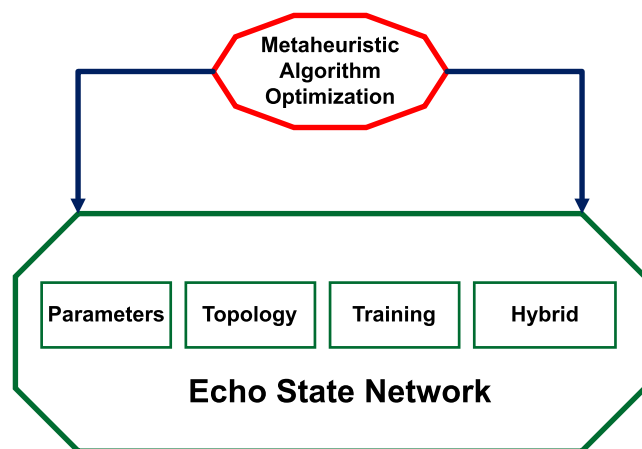 Metaheuristic
Algorithm
Optimization
Parameters Topology Training Hybrid
Echo State Network